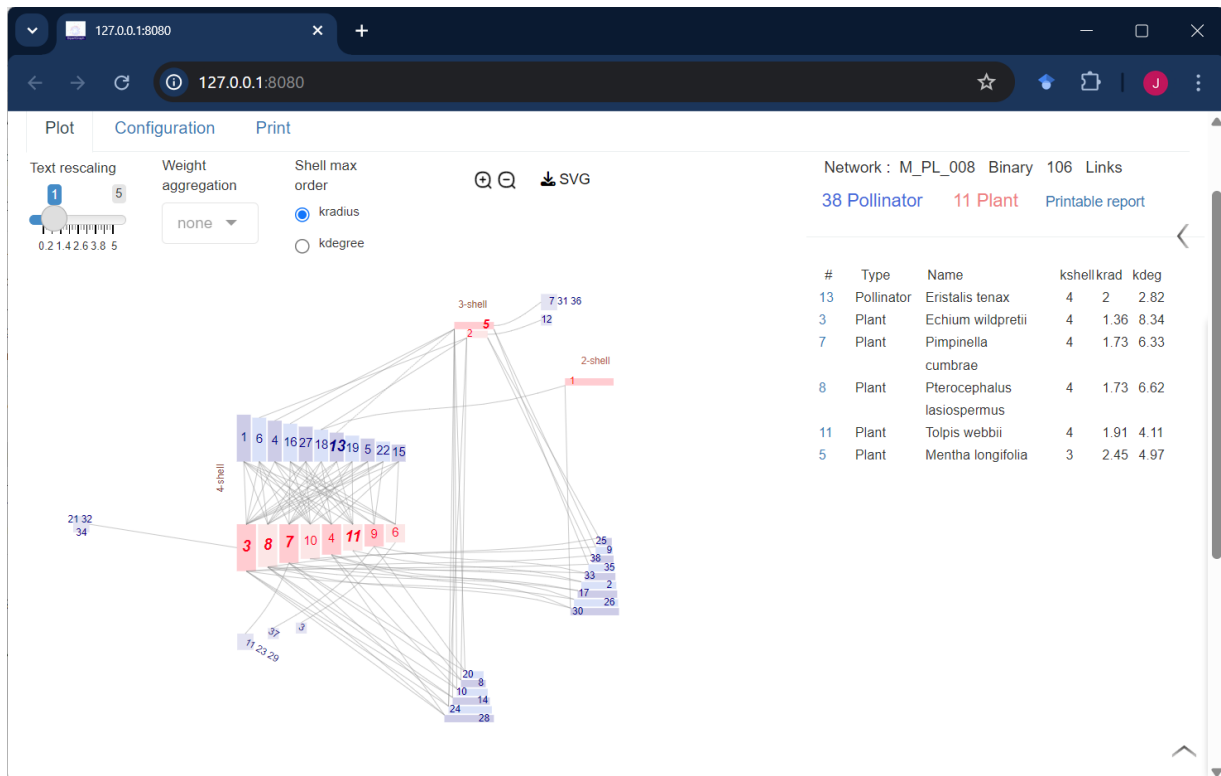 127.0.0.1:8080
127.0.0.1:8080
J
Plot Configuration Print
Text rescaling
1 5
0.2 1.4 2.6 3.8 5
Weight aggregation
none
Shell max order
kradius
kdegree
SVG
Network : M_PL_008 Binary 106 Links
38 Pollinator 11 Plant Printable report
# Type Name kshell krad kdeg
13 Pollinator Eristalis tenax 4 2 2.82
3 Plant Echium wildpretii 4 1.36 8.34
7 Plant Pimpinella cumbrae 4 1.73 6.33
8 Plant Pterocephalus lasiospermus 4 1.73 6.62
11 Plant Tolpis webbii 4 1.91 4.11
5 Plant Mentha longifolia 3 2.45 4.97
3-shell
7 31 36
5
12
2
2-shell
1
1 6 4 16 27 18 13 19 5 22 15
4-shell
21 32
34
3 8 7 10 4 11 9 6
25
9
38
35
33
2
17
26
30
37
3
11 23 29
20
8
10
14
24
28